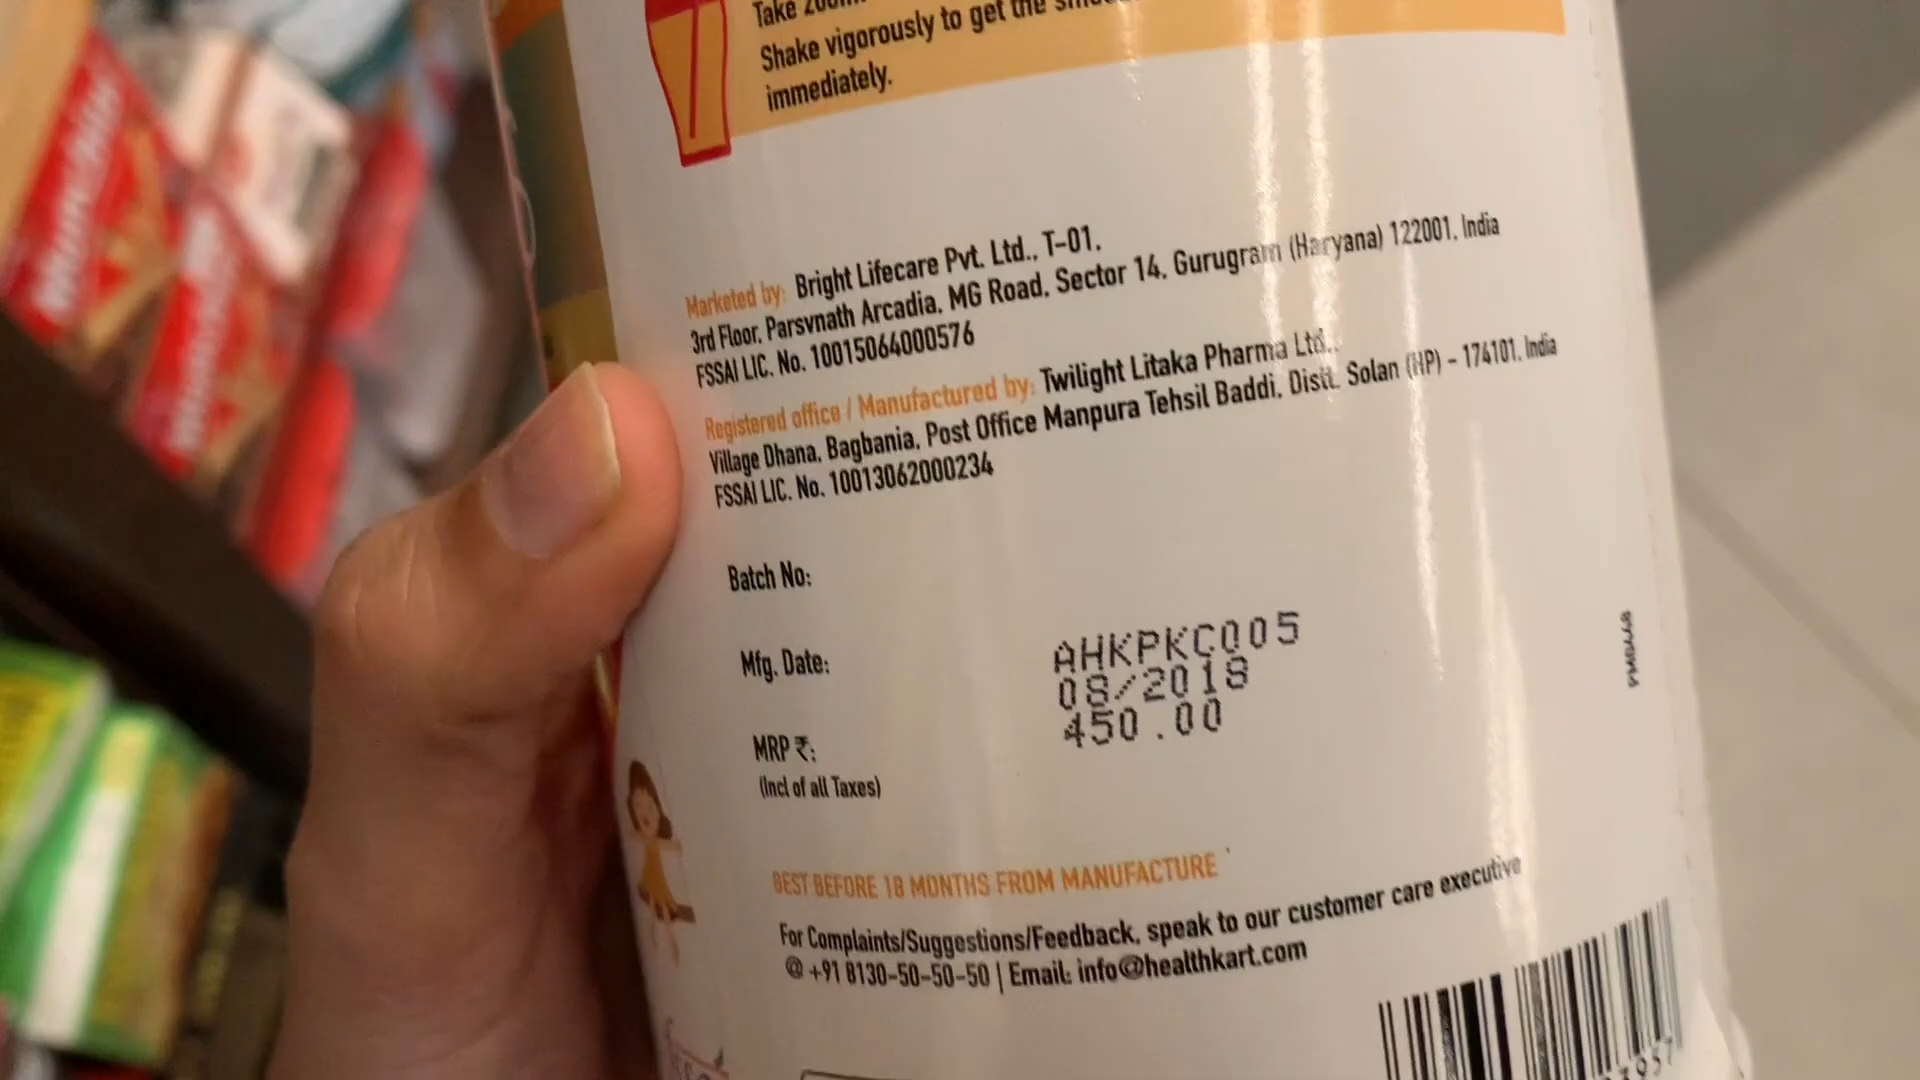 Take
Shake vigorously to get the
immediately.
Marketed by: Bright Lifecare Pvt. Ltd., T-01,
3rd Floor, Parsvnath Arcadia, MG Road, Sector 14, Gurugram (Haryana) 122001, India
FSSAI LIC. No. 10015064000576
Registered office / Manufactured by: Twilight Litaka Pharma Ltd.,
Village Dhana, Bagbania, Post Office Manpura Tehsil Baddi, Distt. Solan (HP) - 174101, India
FSSAI LIC. No. 10013062000234
Batch No:
AHKPKC005
Mfg. Date:
08/2018
MRP ₹:
450.00
(Incl of all Taxes)
BEST BEFORE 18 MONTHS FROM MANUFACTURE
For Complaints/Suggestions/Feedback, speak to our customer care executive
@ +91 8130-50-50-50 | Email: info@healthkart.com